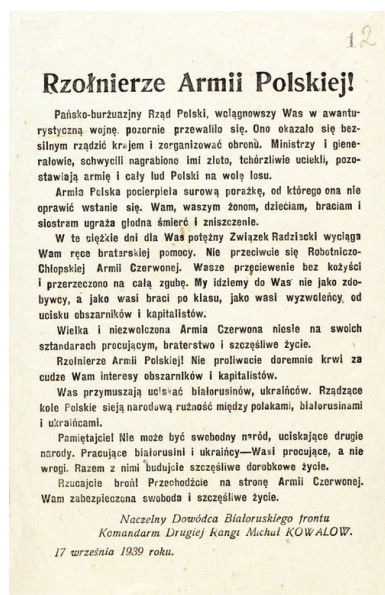 12
Rzołnierze Armii Polskiej!
Pańsko-burżuazjny Rząd Polski, wciągnowszy Was w awantu-
rystyczną wojnę, pozornie przewaliło się. Ono okazało się bez-
silnym rządzić krajem i zorganizować obronů. Ministrzy i giene-
rałowie, schwycili nagrabione imi złoto, tchórzliwie uciekli, pozo-
stawiają armię i cały lud Polski na wolę losu.
Armia Polska pocierpiela surową porażkę, od którego ona nie
oprawić wstanie się. Wam, waszym żonom, dzieciam, braciam i
siostram ugraża głodna śmierć i zniszczenie.
W te ciężkie dni dla Was potężny Związek Radziecki wyciąga
Wam ręce braterskiej pomocy. Nie przeciwcie się Robotniczo-
Chłopskiej Armii Czerwonej. Wasze przęciewenie bez kożyści
i przerzeczono na całą zgubę. My idziemy do Was nie jako zdo-
bywcy, a jako wasi braci po klasu, jako wasi wyzwoleńcy od
ucisku obszarników i kapitalistów.
Wielka i niezwolczona Armia Czerwona niesie na swoich
sztandarach procującym, braterstwo i szczęśliwe życie.
Rzołnierze Armii Polskiej! Nie proliwacie doremnie krwi za
cudze Wam interesy obszarników i kapitalistów.
Was przymuszają uciskać białorusinów, ukraińców. Rządzące
kole Polskie sieją narodową rużność między polakami, białorusinami
i ukraińcami.
Pamiętajcie! Nie może być swobodny naród, uciskające drugie
narody. Pracujące białorusini i ukraińcy—Wasi procujące, a nie
wrogi. Razem z nimi budujcie szczęśliwe dorobkowe życie.
Rzucajcie broń! Przechodźcie na stronę Armii Czerwonej.
Wam zabezpieczona swoboda i szczęśliwe życie.
Naczelny Dowódca Białoruskiego frontu
Komandarm Drugiej Rangi Michał KOWALOW.
17 września 1939 roku.